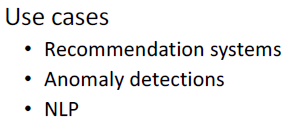 Use cases
• Recommendation systems
• Anomaly detections
• NLP